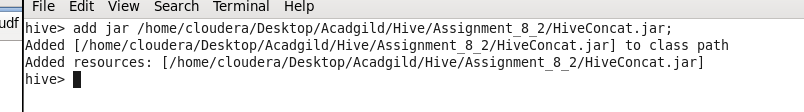 File Edit View Search Terminal Help
udf
hive> add jar /home/cloudera/Desktop/Acadgild/Hive/Assignment_8_2/HiveConcat.jar;
Added [/home/cloudera/Desktop/Acadgild/Hive/Assignment_8_2/HiveConcat.jar] to class path
Added resources: [/home/cloudera/Desktop/Acadgild/Hive/Assignment_8_2/HiveConcat.jar]
hive>